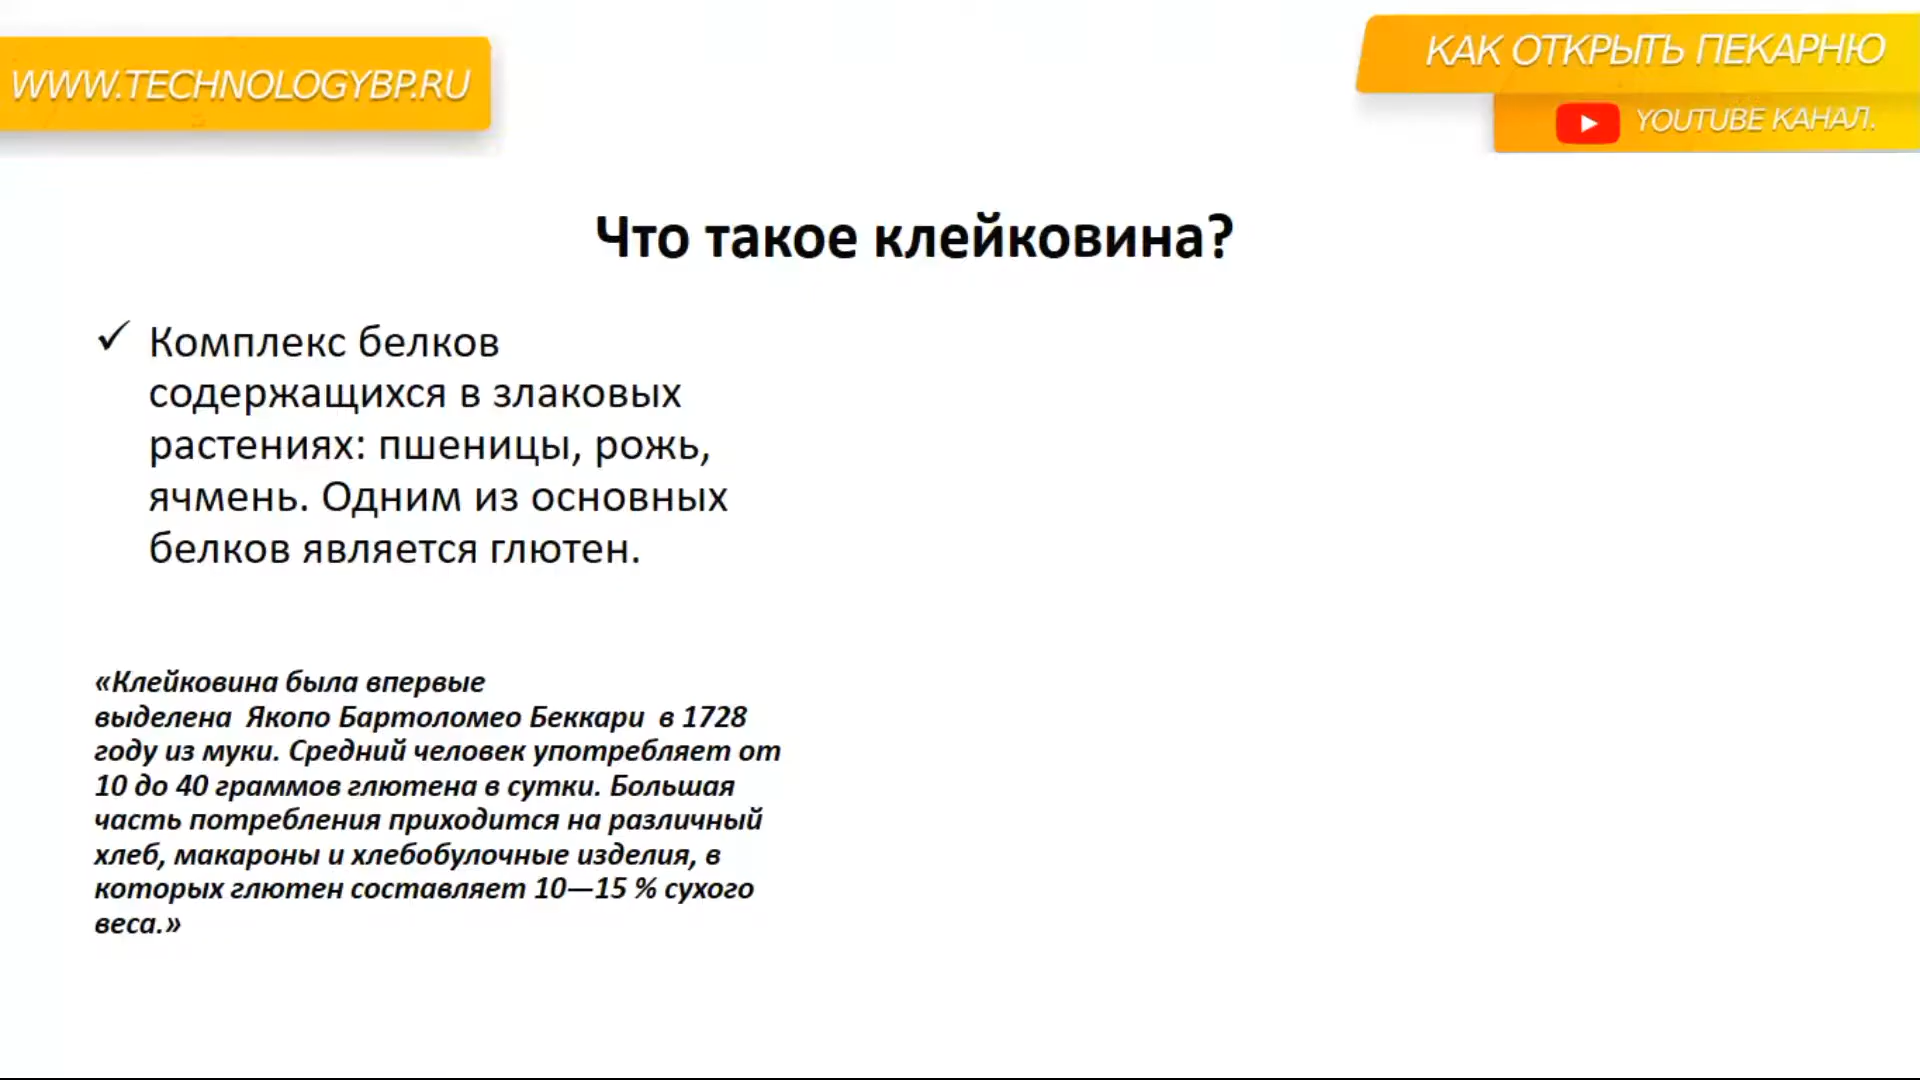 WWW.TECHNOLOGYBP.RU
КАК ОТКРЫТЬ ПЕКАРНЮ
YOUTUBE КАНАЛ.
Что такое клейковина?
Комплекс белков
содержащихся в злаковых
растениях: пшеницы, рожь,
ячмень. Одним из основных
белков является глютен.
«Клейковина была впервые
выделена  Якопо Бартоломео Беккари  в 1728
году из муки. Средний человек употребляет от
10 до 40 граммов глютена в сутки. Большая
часть потребления приходится на различный
хлеб, макароны и хлебобулочные изделия, в
которых глютен составляет 10—15 % сухого
веса.»